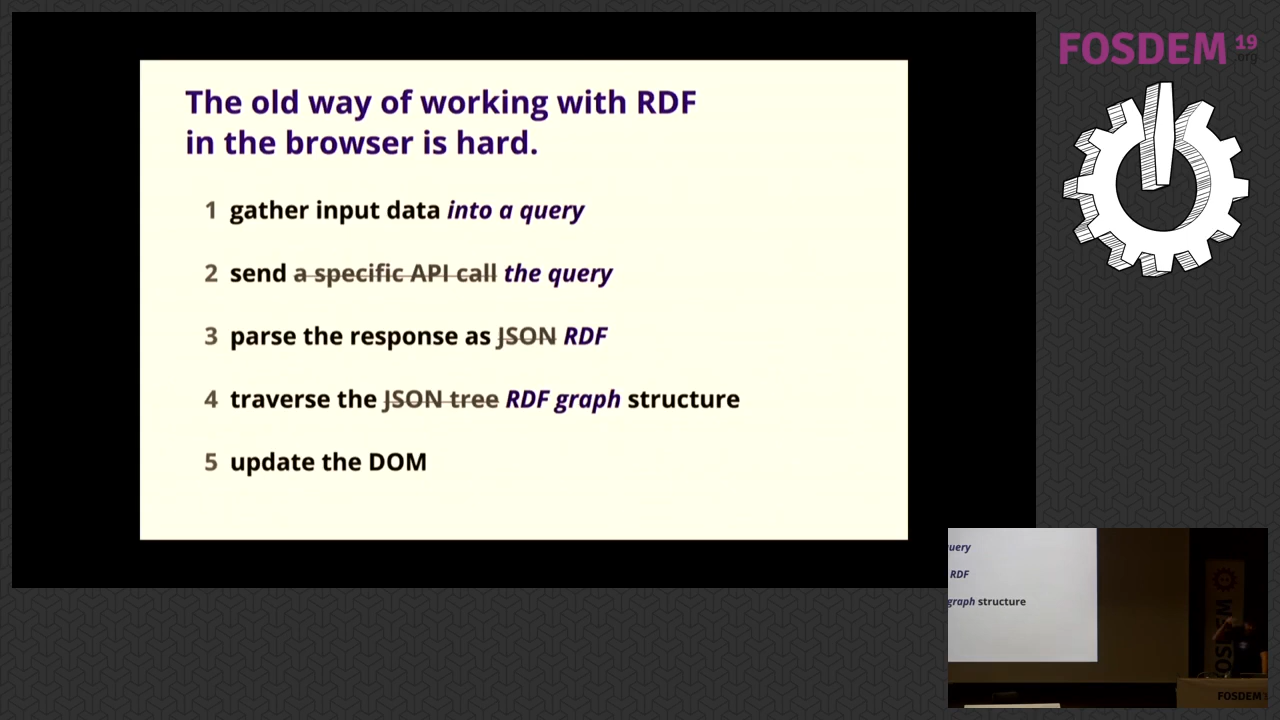 The old way of working with RDF
in the browser is hard.
1 gather input data into a query
2 send a specific API call the query
3 parse the response as JSON RDF
4 traverse the JSON tree RDF graph structure
5 update the DOM
FOSDEM 19
.org
query
RDF
graph structure
FOSDEM